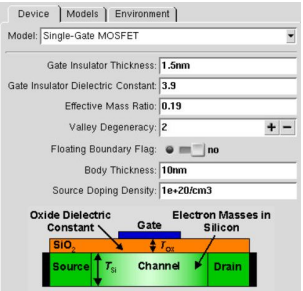 Device Models Environment
Model: Single-Gate MOSFET
Gate Insulator Thickness: 1.5nm
Gate Insulator Dielectric Constant: 3.9
Effective Mass Ratio: 0.19
Valley Degeneracy: 2 + -
Floating Boundary Flag: no
Body Thickness: 10nm
Source Doping Density: 1e+20/cm3
Oxide Dielectric Constant
Gate
Electron Masses in Silicon
SiO2 TOX
Source TSi Channel Drain